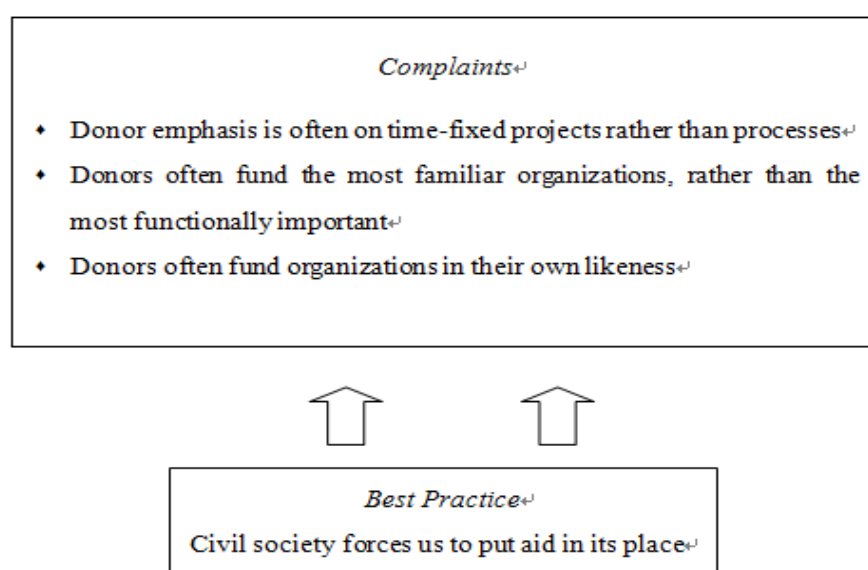 Complaints↵
◆ Donor emphasis is often on time-fixed projects rather than processes↵
◆ Donors often fund the most familiar organizations, rather than the
most functionally important↵
◆ Donors often fund organizations in their own likeness↵
Best Practice↵
Civil society forces us to put aid in its place↵